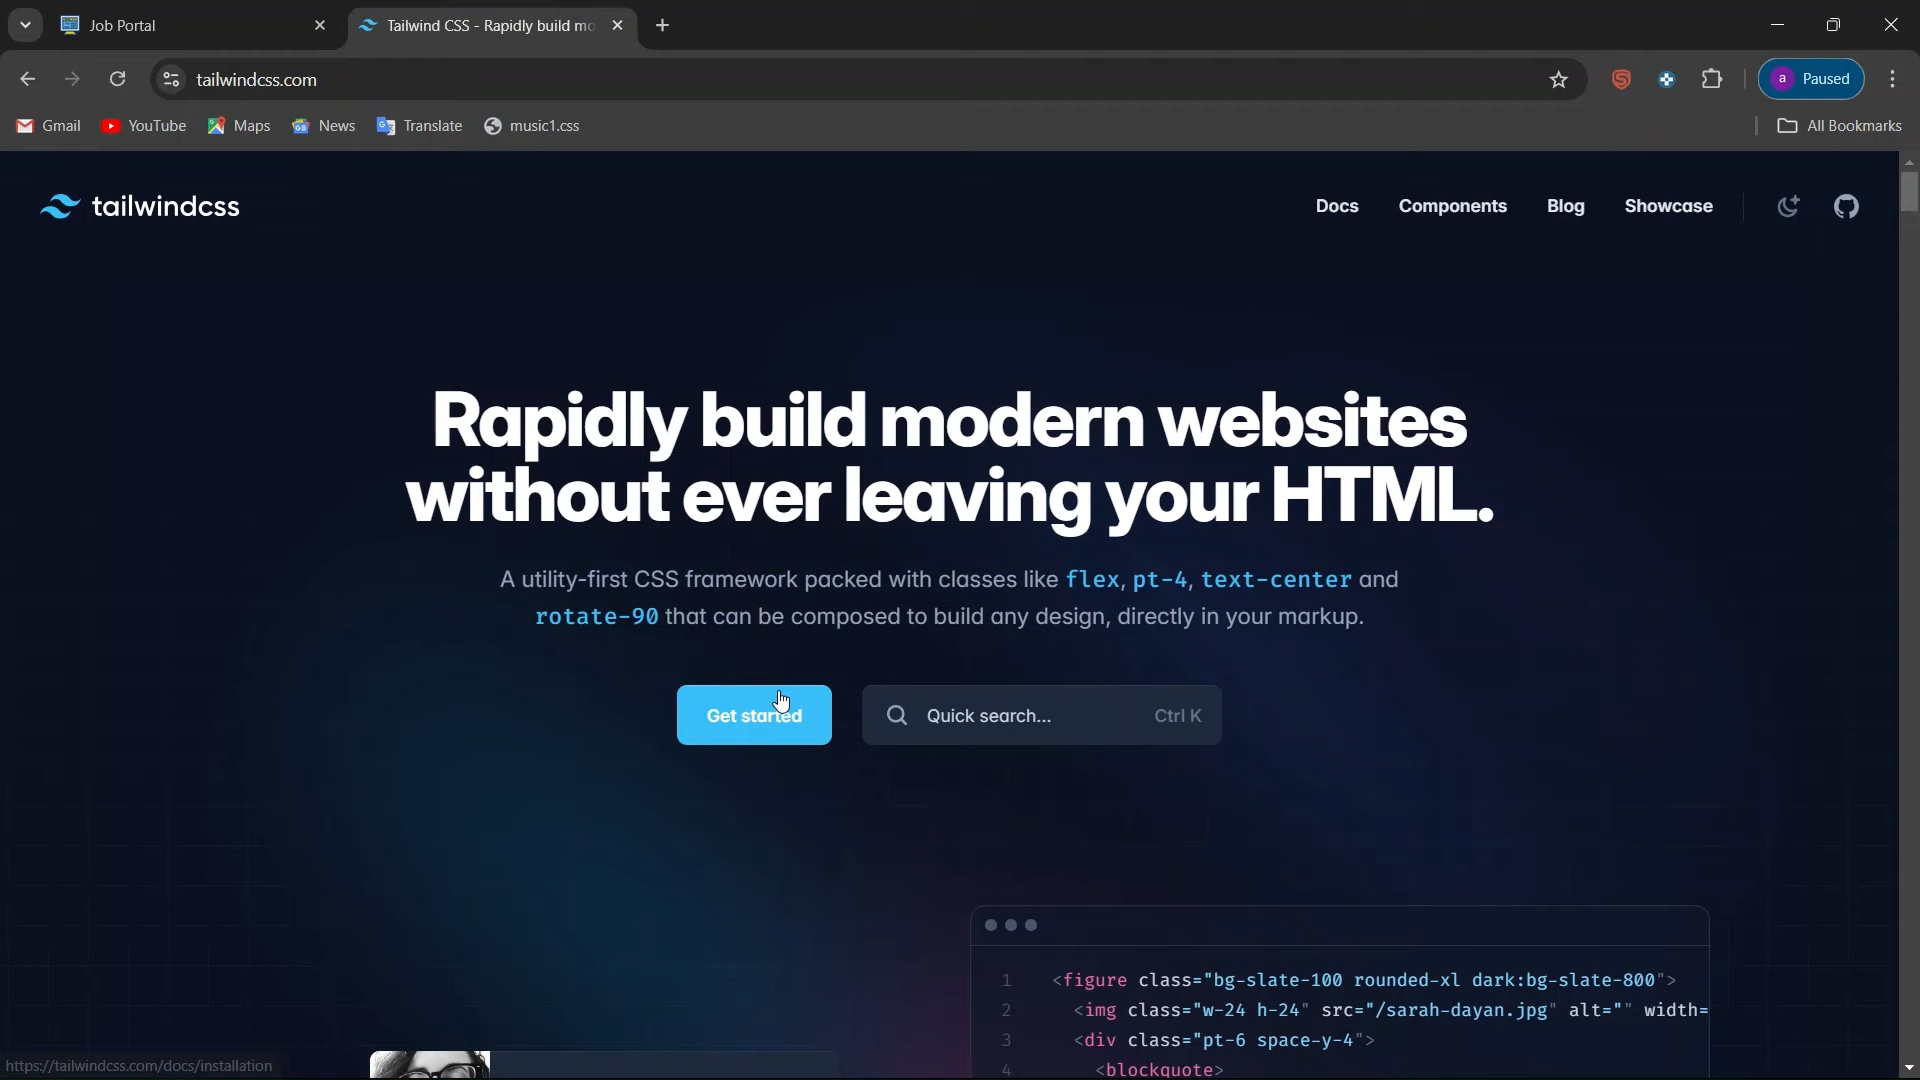 Job Portal
Tailwind CSS - Rapidly build mo
tailwindcss.com
a Paused
Gmail YouTube Maps News Translate music1.css All Bookmarks
tailwindcss Docs Components Blog Showcase
Rapidly build modern websites
without ever leaving your HTML.
A utility-first CSS framework packed with classes like flex, pt-4, text-center and
rotate-90 that can be composed to build any design, directly in your markup.
Get started Quick search... Ctrl K
1 <figure class="bg-slate-100 rounded-xl dark:bg-slate-800">
2 <img class="w-24 h-24" src="/sarah-dayan.jpg" alt="" width=
3 <div class="pt-6 space-y-4">
4 <blockquote>
https://tailwindcss.com/docs/installation